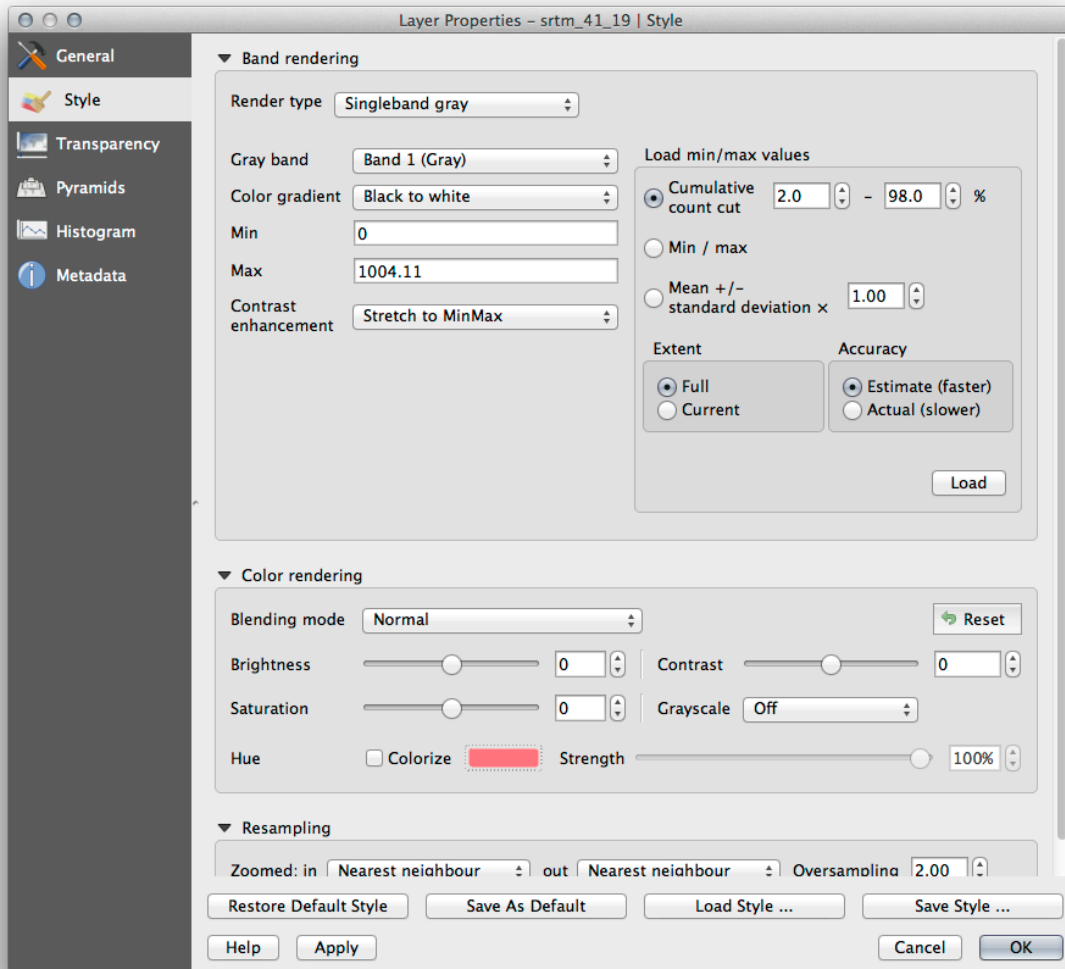 Layer Properties – srtm_41_19 | Style
General
Style
Transparency
Pyramids
Histogram
Metadata
Band rendering
Render type Singleband gray
Gray band Band 1 (Gray)
Color gradient Black to white
Min 0
Max 1004.11
Contrast
enhancement Stretch to MinMax
Load min/max values
Cumulative
count cut 2.0 – 98.0 %
Min / max
Mean +/–
standard deviation × 1.00
Extent
Full
Current
Accuracy
Estimate (faster)
Actual (slower)
Load
Color rendering
Blending mode Normal Reset
Brightness 0 Contrast 0
Saturation 0 Grayscale Off
Hue Colorize Strength 100%
Resampling
Zoomed: in Nearest neighbour out Nearest neighbour Oversampling 2.00
Restore Default Style Save As Default Load Style ... Save Style ...
Help Apply Cancel OK